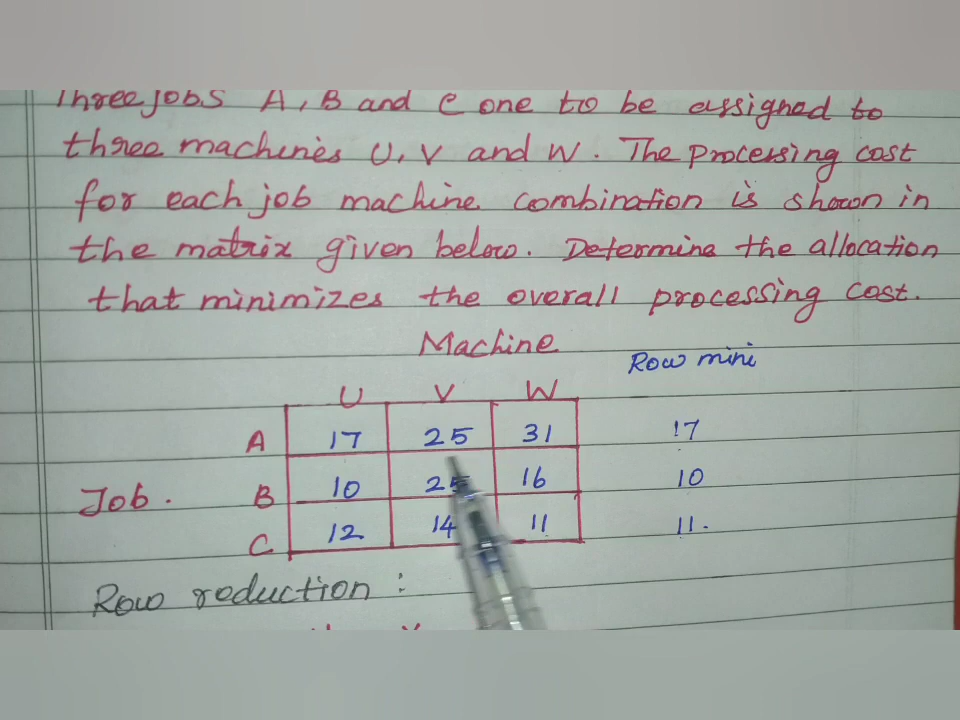 Three jobs A, B and C one to be assigned to
three machines U, V and W. The Processing cost
for each job machine combination is shown in
the matrix given below. Determine the allocation
that minimizes the overall processing cost.
Machine
Row mini
U V W
A 17 25 31 17
Job. B 10 25 16 10
C 12 14 11 11.
Row reduction :